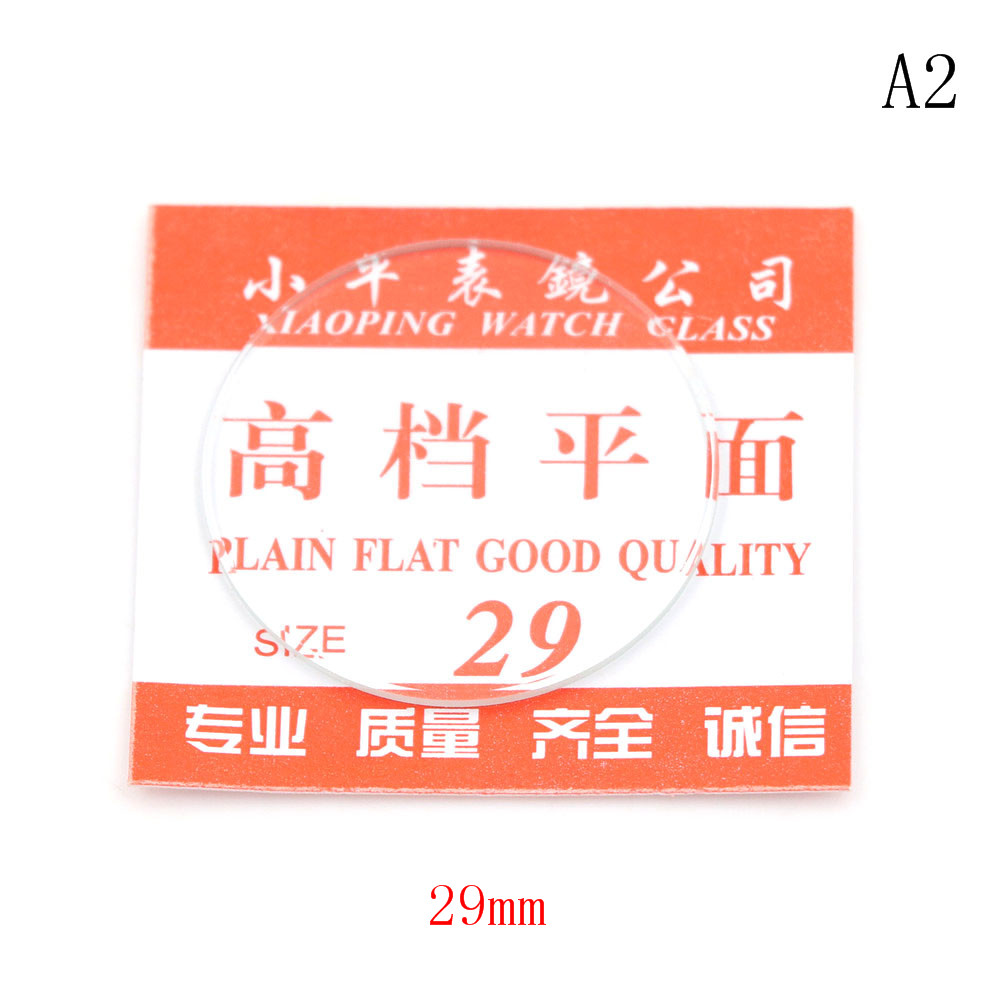 A2
小平表鏡公司
XIAOPING WATCH GLASS
高档平面
PLAIN FLAT GOOD QUALITY
SIZE 29
专业 质量 齐全 诚信
29mm